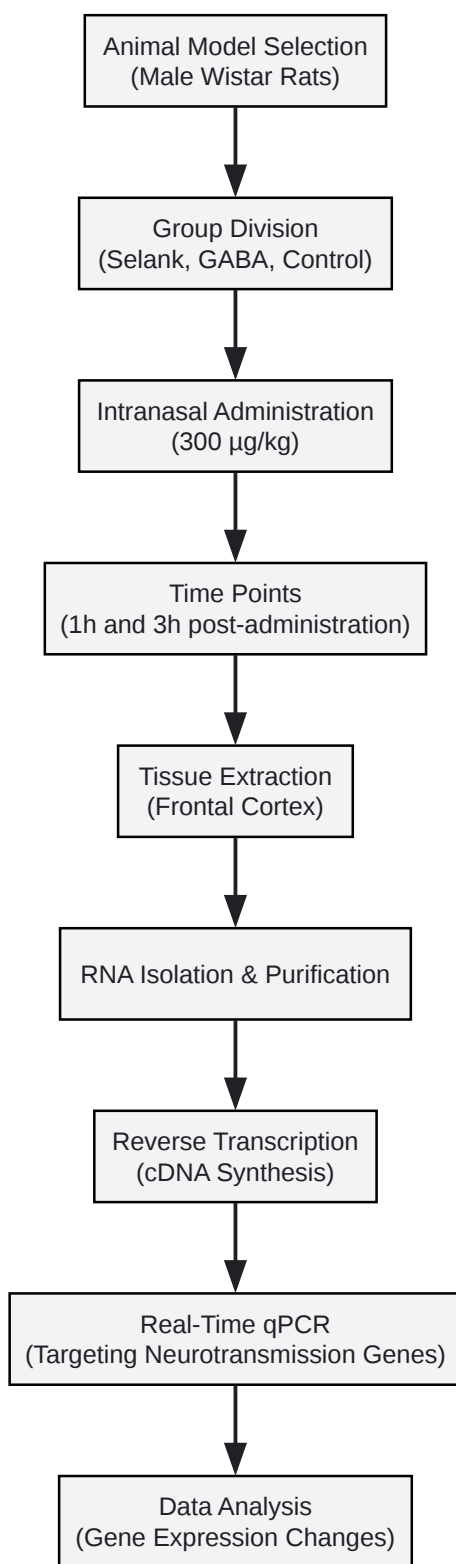 Animal Model Selection
(Male Wistar Rats)
Group Division
(Selank, GABA, Control)
Intranasal Administration
(300 µg/kg)
Time Points
(1h and 3h post-administration)
Tissue Extraction
(Frontal Cortex)
RNA Isolation & Purification
Reverse Transcription
(cDNA Synthesis)
Real-Time qPCR
(Targeting Neurotransmission Genes)
Data Analysis
(Gene Expression Changes)